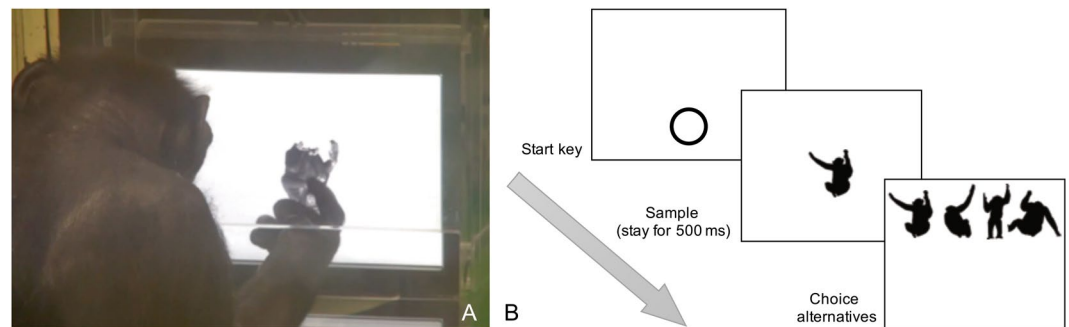 A
B
Start key
Sample
(stay for 500 ms)
Choice
alternatives